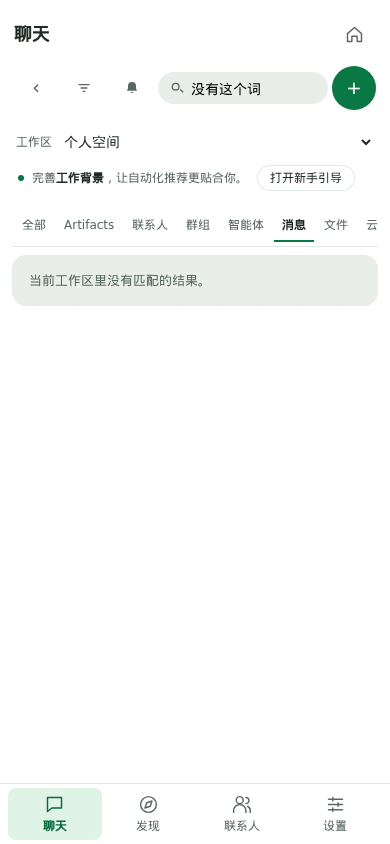 聊天
没有这个词
工作区 个人空间
完善工作背景，让自动化推荐更贴合你。 打开新手引导
全部 Artifacts 联系人 群组 智能体 消息 文件 云
当前工作区里没有匹配的结果。
聊天 发现 联系人 设置